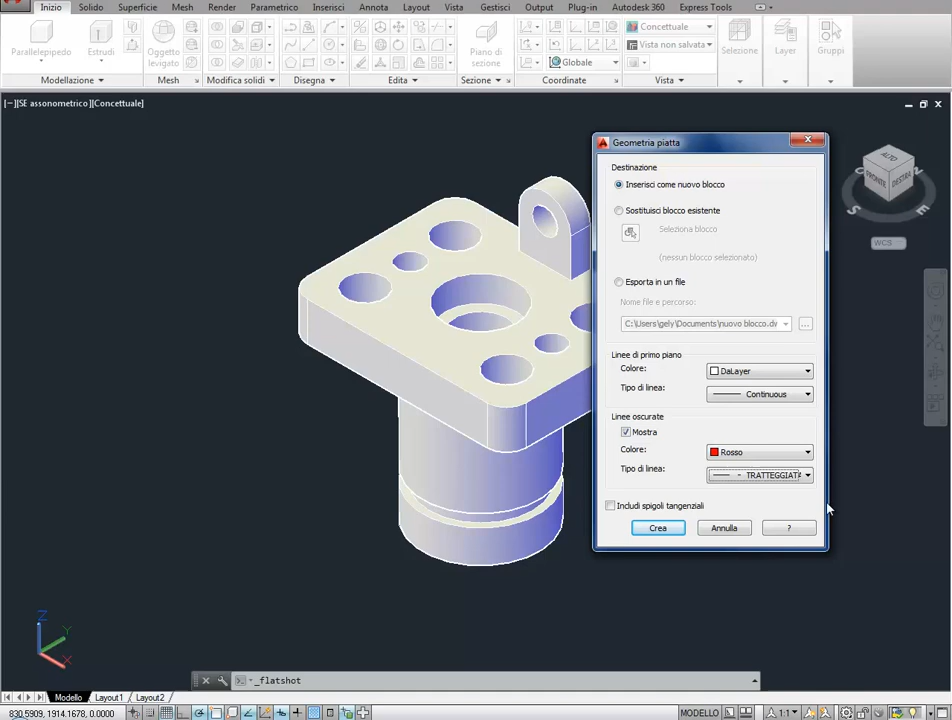 Inizio Solido Superficie Mesh Render Parametrico Inserisci Annota Layout Vista Gestisci Output Plug-in Autodesk 360 Express Tools
Parallelepipedo Estrudi Oggetto levigato Piano di sezione Concettuale Vista non salvata Globale Selezione Layer Gruppi
Modellazione Mesh Modifica solidi Disegna Edita Sezione Coordinate Vista
[−][SE assonometrico][Concettuale]
Geometria piatta
Destinazione
Inserisci come nuovo blocco
Sostituisci blocco esistente
Seleziona blocco
(nessun blocco selezionato)
Esporta in un file
Nome file e percorso:
C:\Users\gely\Documents\nuovo blocco.dw
...
Linee di primo piano
Colore: DaLayer
Tipo di linea: Continuous
Linee oscurate
Mostra
Colore: Rosso
Tipo di linea: TRATTEGGIATA
Includi spigoli tangenziali
Crea Annulla ?
ALTO
FRONTE DESTRA
S E
WCS
Z
Y
X
_flatshot
Modello Layout1 Layout2
830.5909, 1914.1678, 0.0000 MODELLO 1:1